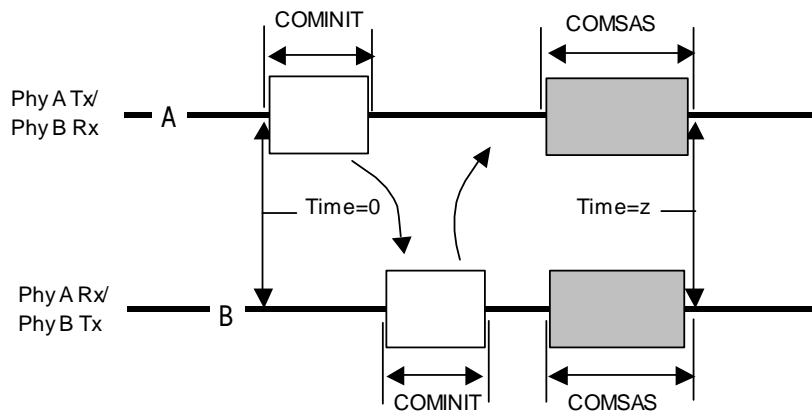 COMINIT
COMSAS
Phy A Tx/
Phy B Rx
A
Time=0
Time=z
Phy A Rx/
Phy B Tx
B
COMINIT
COMSAS